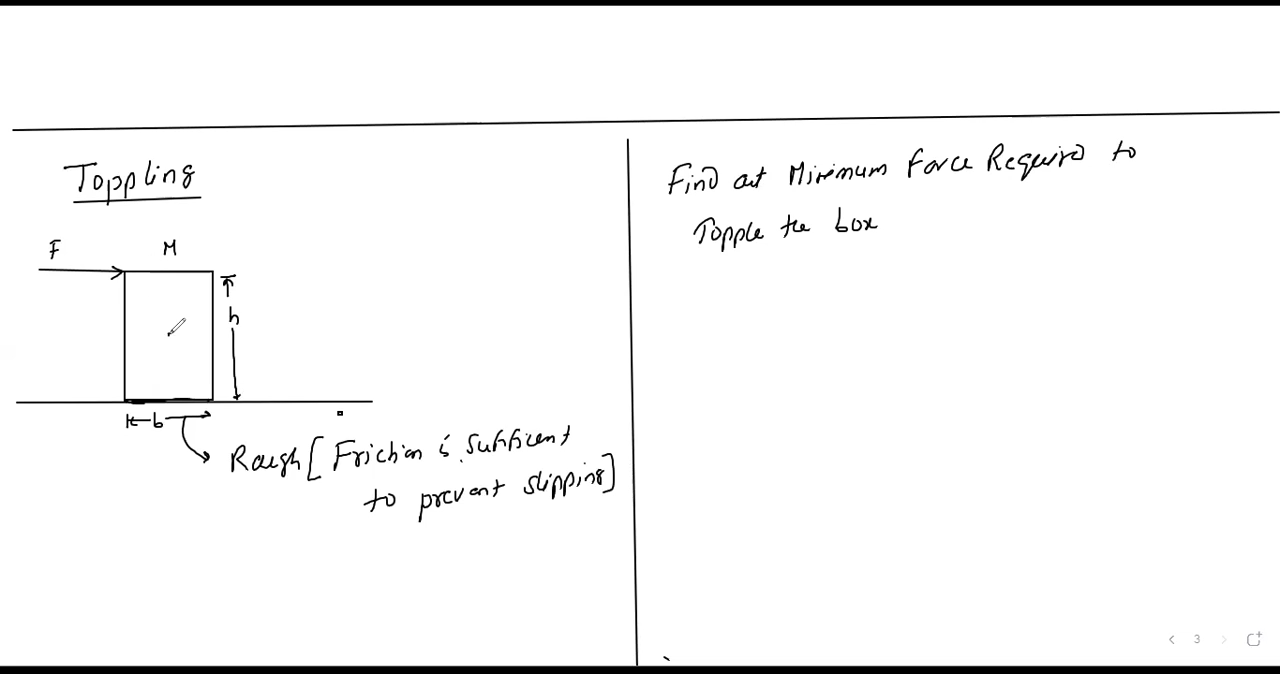 Toppling
F
M
h
b
Rough [Friction is sufficient
to prevent slipping]
Find out Minimum Force Required to
Topple the box
3